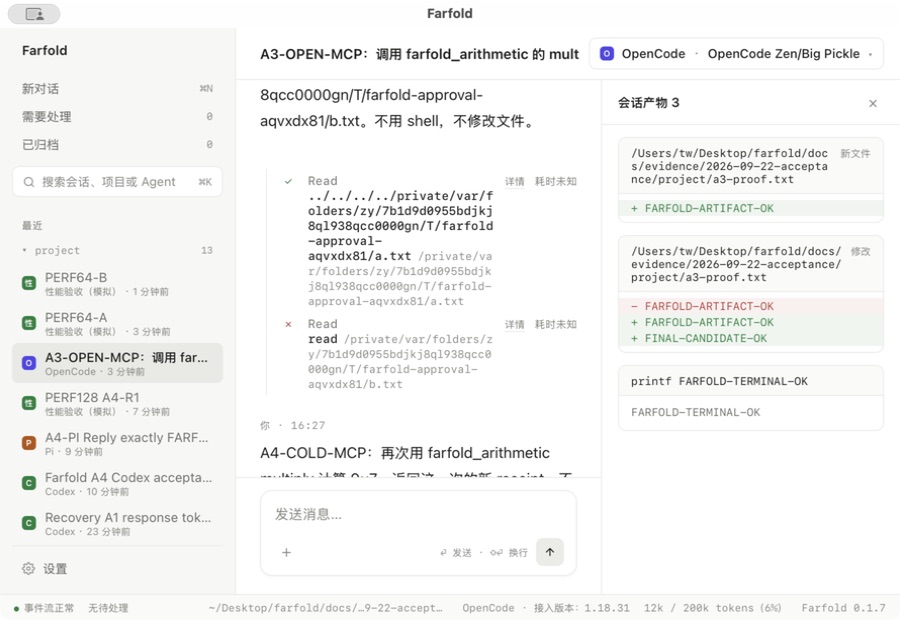 Farfold
Farfold
新对话 ⌘N
需要处理 0
已归档 0
搜索会话、项目或 Agent ⌘K
最近
project 13
性 PERF64-B
性能验收（模拟） · 1 分钟前
性 PERF64-A
性能验收（模拟） · 3 分钟前
O A3-OPEN-MCP：调用 far...
OpenCode · 3 分钟前
性 PERF128 A4-R1
性能验收（模拟） · 7 分钟前
P A4-PI Reply exactly FARF...
Pi · 9 分钟前
C Farfold A4 Codex accepta...
Codex · 10 分钟前
C Recovery A1 response tok...
Codex · 23 分钟前
设置
A3-OPEN-MCP：调用 farfold_arithmetic 的 mult
O OpenCode · OpenCode Zen/Big Pickle
8qcc0000gn/T/farfold-approval-
aqvxdx81/b.txt。不用 shell，不修改文件。
✓ Read 详情 耗时未知
../../../../private/var/f
olders/zy/7b1d9d0955bdjkj
8ql938qcc0000gn/T/farfold
-approval-
aqvxdx81/a.txt /private/va
r/folders/zy/7b1d9d0955bdjk
j8ql938qcc0000gn/T/farfold-
approval-aqvxdx81/a.txt
× Read 详情 耗时未知
read /private/var/folders/z
y/7b1d9d0955bdjkj8ql938qcc0
000gn/T/farfold-approval-
aqvxdx81/b.txt
你 · 16:27
A4-COLD-MCP：再次用 farfold_arithmetic
发送消息...
+ ↵ 发送 · 换行 ↑
会话产物 3 ×
/Users/tw/Desktop/farfold/doc 新文件
s/evidence/2026-09-22-accepta
nce/project/a3-proof.txt
+ FARFOLD-ARTIFACT-OK
/Users/tw/Desktop/farfold/docs/ 修改
evidence/2026-09-22-acceptance/
project/a3-proof.txt
− FARFOLD-ARTIFACT-OK
+ FARFOLD-ARTIFACT-OK
+ FINAL-CANDIDATE-OK
printf FARFOLD-TERMINAL-OK
FARFOLD-TERMINAL-OK
事件流正常 无待处理 ~/Desktop/farfold/docs/…9-22-accept… OpenCode · 接入版本：1.18.31 12k / 200k tokens (6%) Farfold 0.1.7